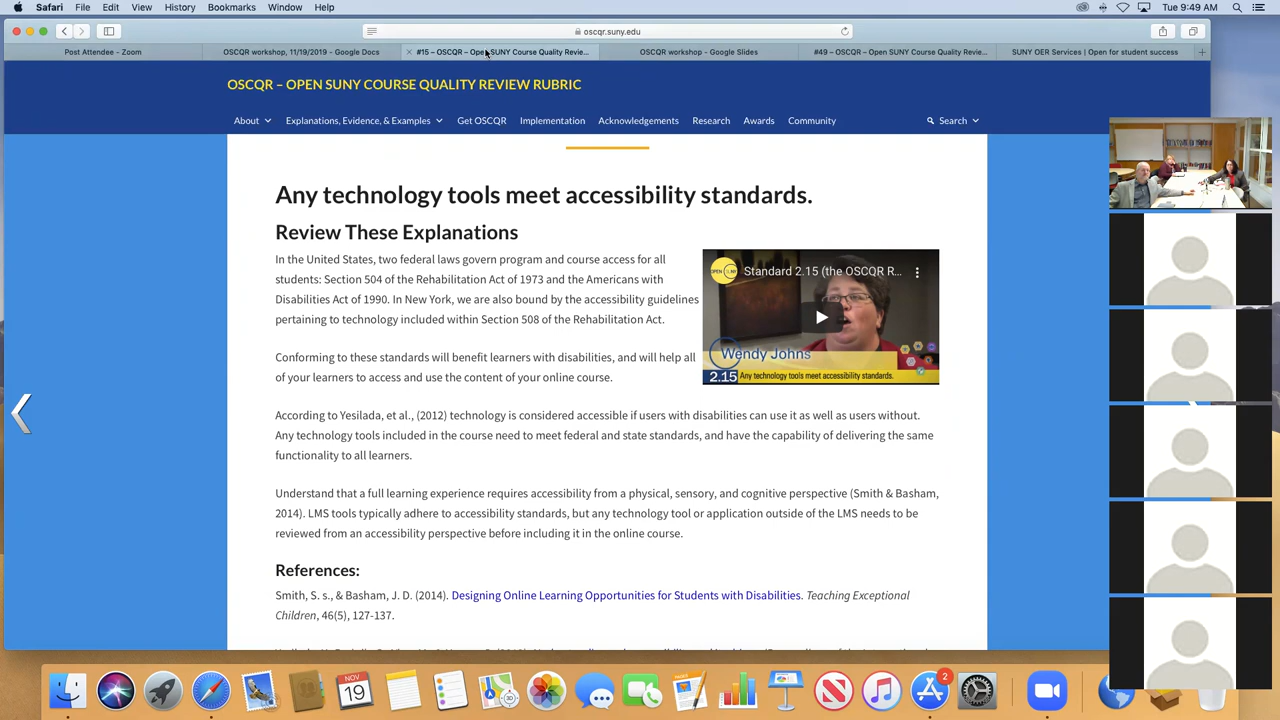 Safari File Edit View History Bookmarks Window Help Tue 9:49 AM
oscqr.suny.edu
Post Attendee - Zoom
OSCQR workshop, 11/19/2019 - Google Docs
#15 – OSCQR – Open SUNY Course Quality Revie...
OSCQR workshop - Google Slides
#49 – OSCQR – Open SUNY Course Quality Revie...
SUNY OER Services | Open for student success
OSCQR – OPEN SUNY COURSE QUALITY REVIEW RUBRIC
About Explanations, Evidence, & Examples Get OSCQR Implementation Acknowledgements Research Awards Community Search
Any technology tools meet accessibility standards.
Review These Explanations
In the United States, two federal laws govern program and course access for all
students: Section 504 of the Rehabilitation Act of 1973 and the Americans with
Disabilities Act of 1990. In New York, we are also bound by the accessibility guidelines
pertaining to technology included within Section 508 of the Rehabilitation Act.
OPEN SUNY
Standard 2.15 (the OSCQR R...
Wendy Johns
2.15 Any technology tools meet accessibility standards.
Conforming to these standards will benefit learners with disabilities, and will help all
of your learners to access and use the content of your online course.
According to Yesilada, et al., (2012) technology is considered accessible if users with disabilities can use it as well as users without.
Any technology tools included in the course need to meet federal and state standards, and have the capability of delivering the same
functionality to all learners.
Understand that a full learning experience requires accessibility from a physical, sensory, and cognitive perspective (Smith & Basham,
2014). LMS tools typically adhere to accessibility standards, but any technology tool or application outside of the LMS needs to be
reviewed from an accessibility perspective before including it in the online course.
References:
Smith, S. s., & Basham, J. D. (2014). Designing Online Learning Opportunities for Students with Disabilities. Teaching Exceptional
Children, 46(5), 127-137.
NOV
19
2